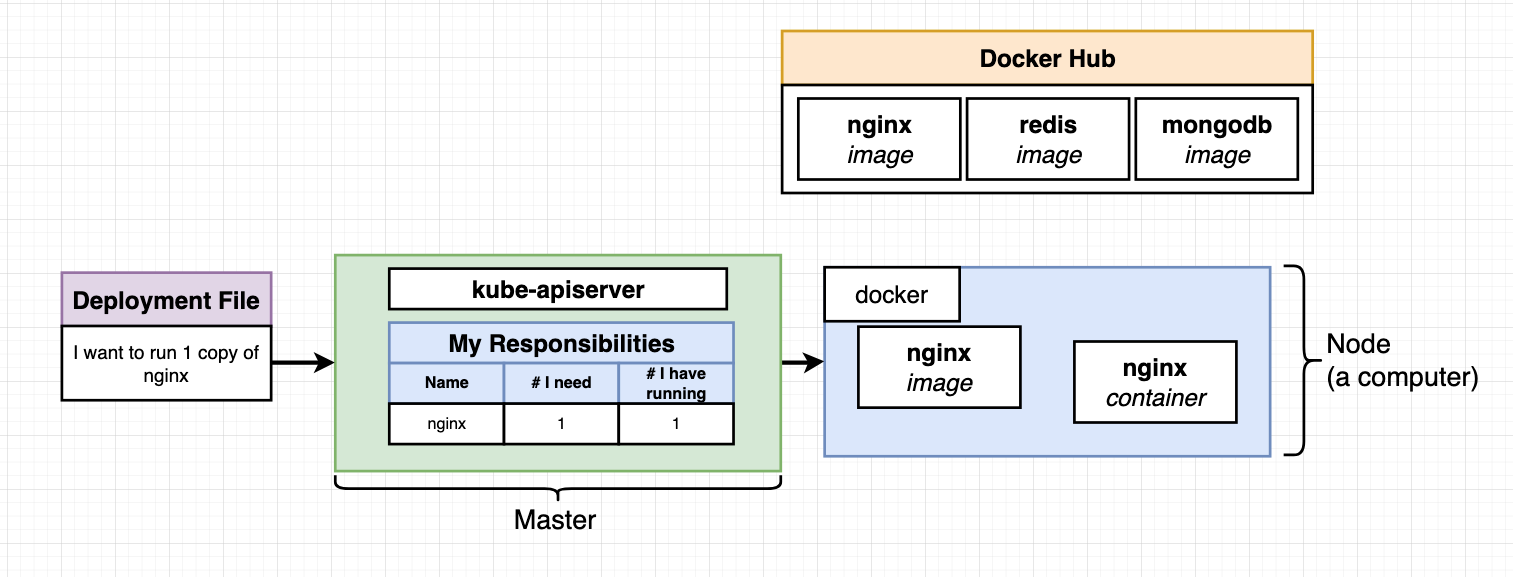 Docker Hub
nginx
image
redis
image
mongodb
image
Deployment File
I want to run 1 copy of
nginx
kube-apiserver
My Responsibilities
Name
# I need
# I have
running
nginx
1
1
Master
docker
nginx
image
nginx
container
Node
(a computer)